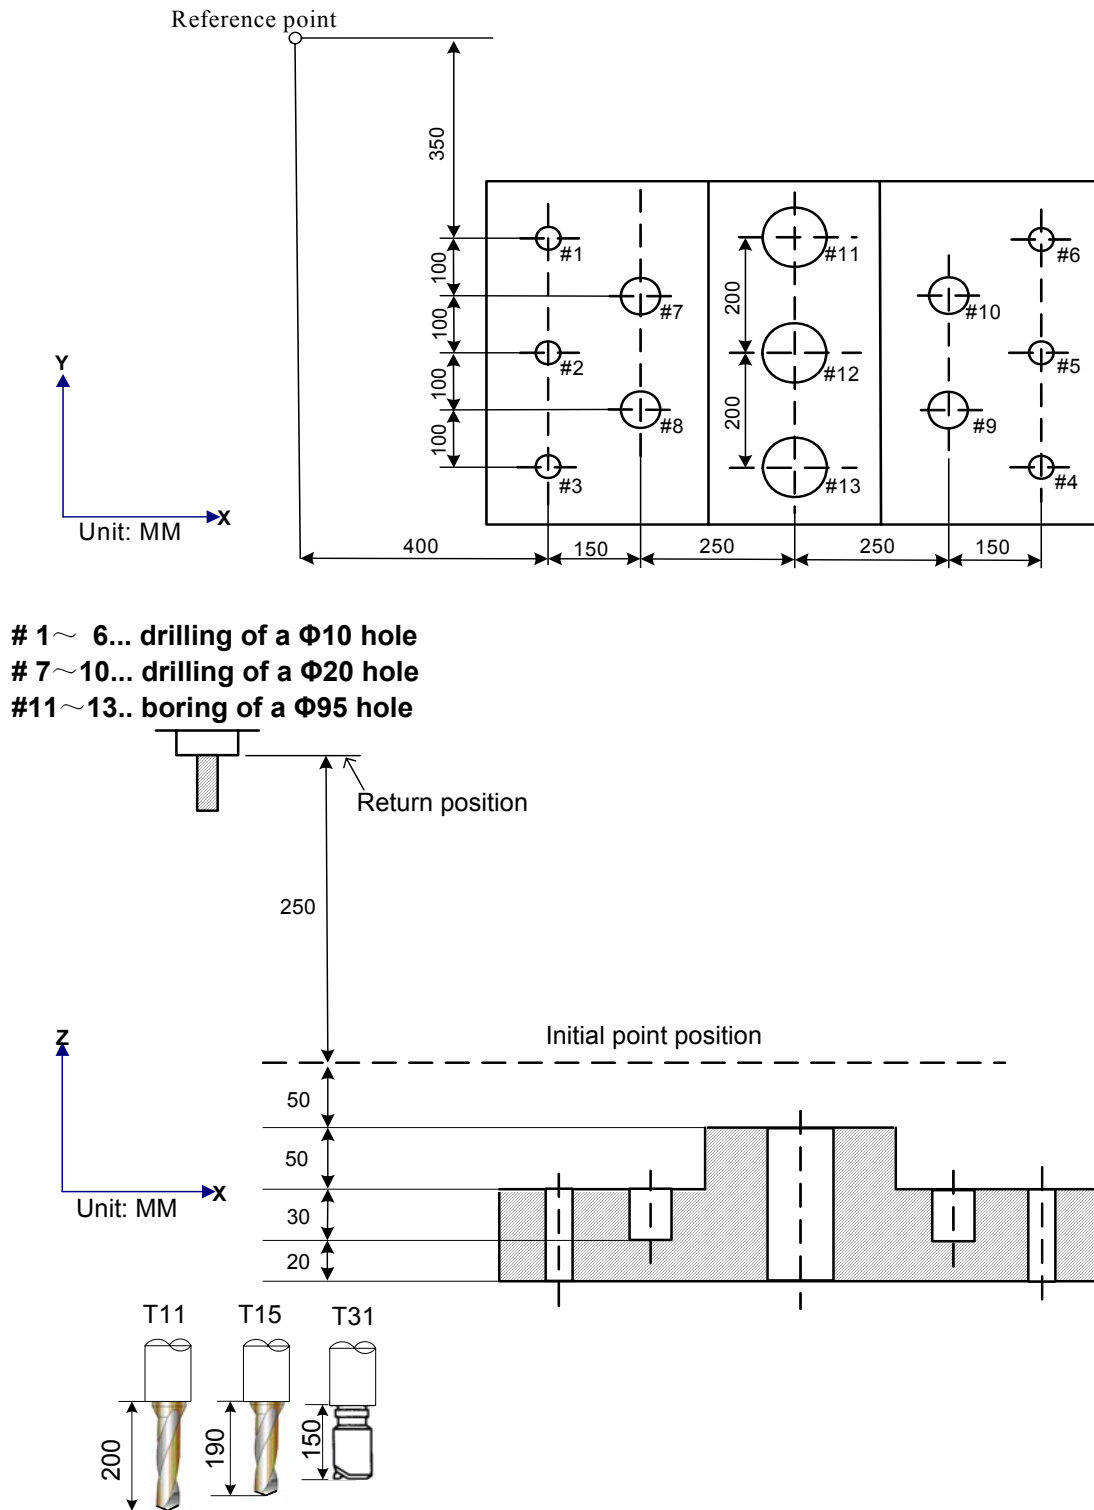 Reference point
350
#1
#11
#6
100
#7
#10
200
100
Y
#2
#12
#5
100
#8
#9
200
100
#3
#13
#4
X
Unit: MM
400
150
250
250
150
# 1～ 6... drilling of a Φ10 hole
# 7～10... drilling of a Φ20 hole
#11～13.. boring of a Φ95 hole
Return position
250
Z
Initial point position
50
50
X
Unit: MM
30
20
T11
T15
T31
200
190
150